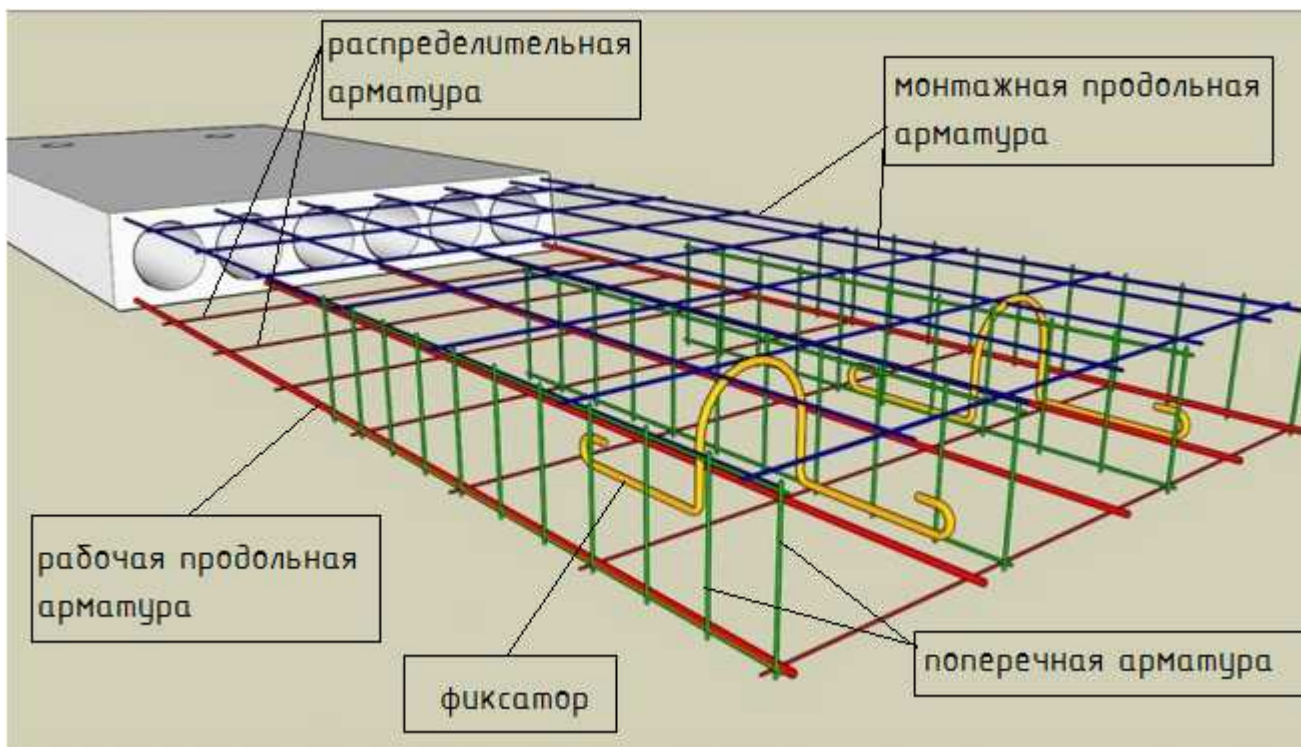 распределительная
арматура
монтажная продольная
арматура
рабочая продольная
арматура
фиксатор
поперечная арматура